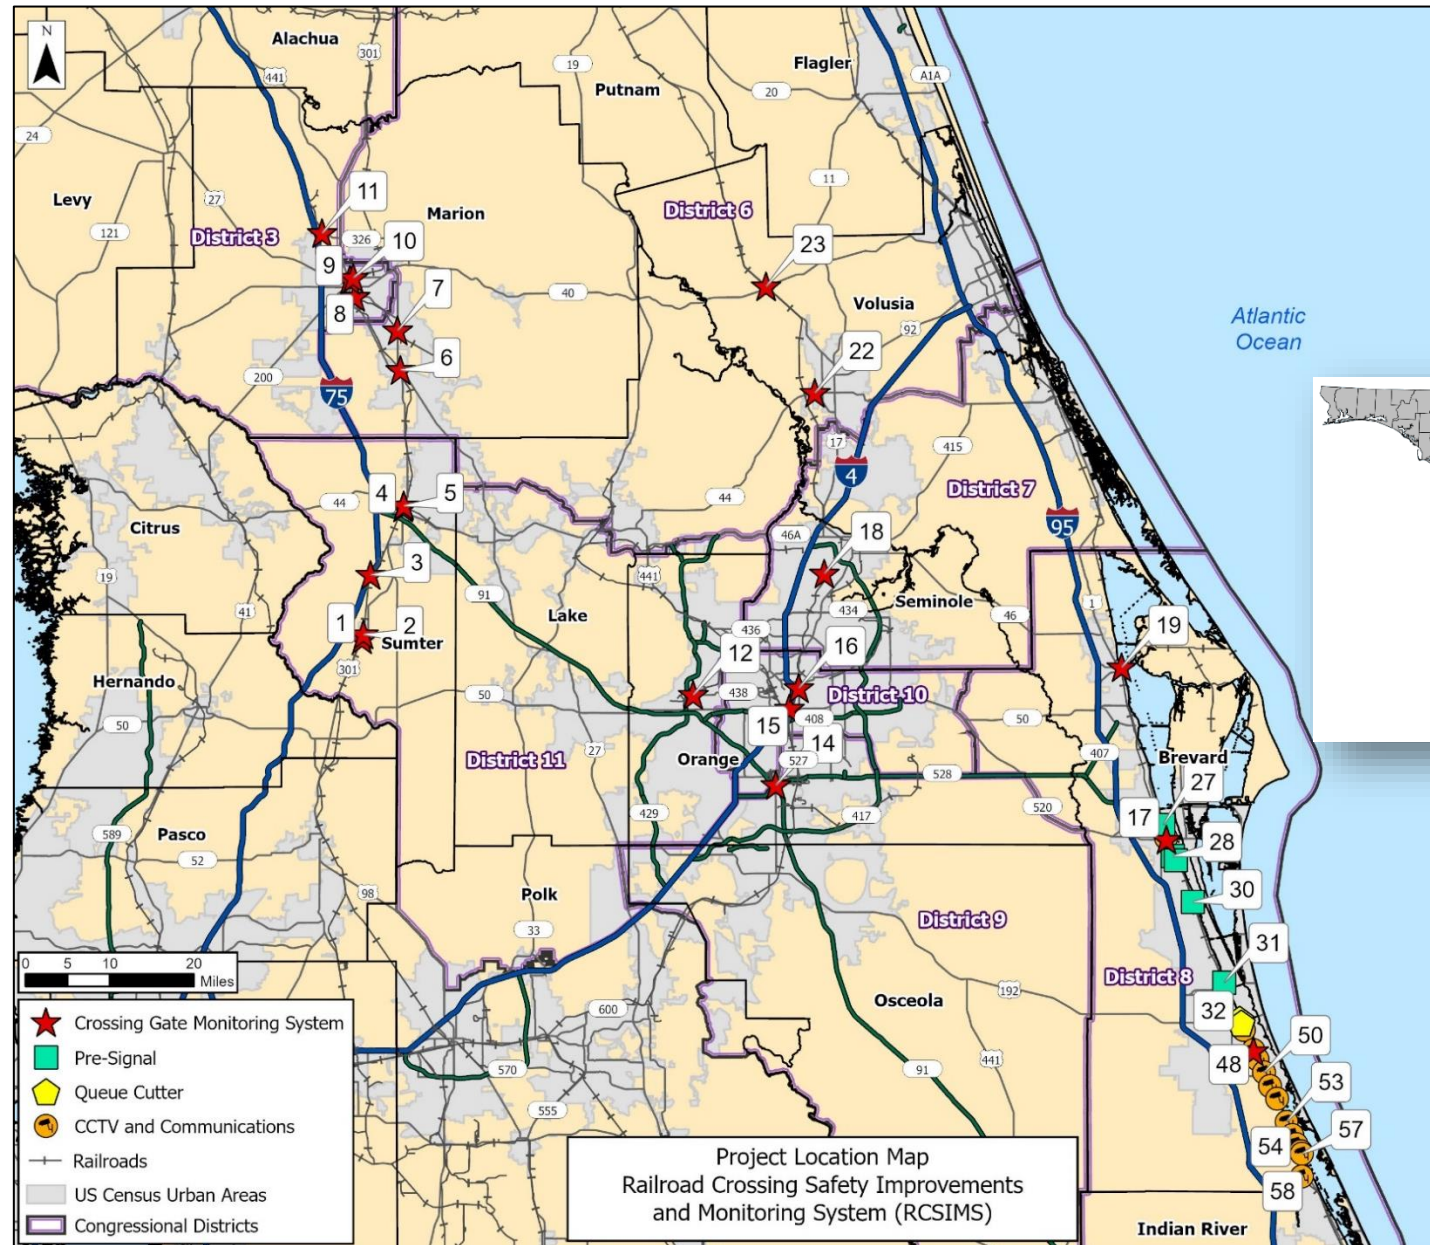 N
Alachua
301
441
19
Putnam
Flagler
A1A
20
24
Levy
27
121
11
Marion
District 3
326
10
9
8
7
6
40
200
75
District 6
11
23
Volusia
92
22
17
4
415
44
District 7
95
Atlantic
Ocean
Citrus
44
4
5
19
41
3
91
1
2
Sumter
301
Hernando
50
441
Lake
46A
18
Seminole
434
46
1
19
436
12
438
16
District 10
50
15
408
14
Orange
527
528
50
407
Brevard
27
District 11
27
429
417
520
17
28
30
589
Pasco
52
98
Polk
33
District 9
31
District 8
192
Osceola
32
50
48
53
54
57
58
600
570
555
441
91
0 5 10 20
Miles
Crossing Gate Monitoring System
Pre-Signal
Queue Cutter
CCTV and Communications
Railroads
US Census Urban Areas
Congressional Districts
Project Location Map
Railroad Crossing Safety Improvements
and Monitoring System (RCSIMS)
Indian River